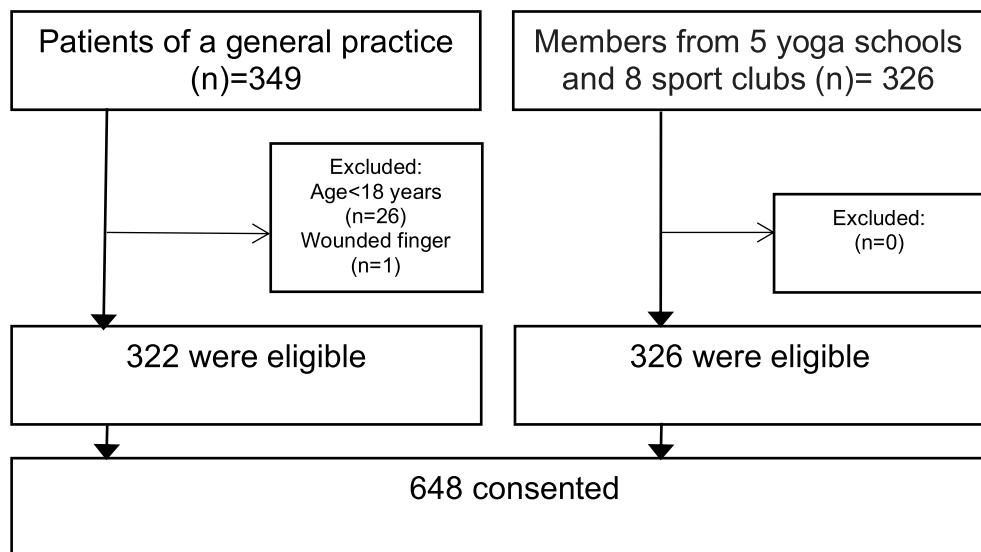 Patients of a general practice
(n)=349
Members from 5 yoga schools
and 8 sport clubs (n)= 326
Excluded:
Age<18 years
(n=26)
Wounded finger
(n=1)
Excluded:
(n=0)
322 were eligible
326 were eligible
648 consented